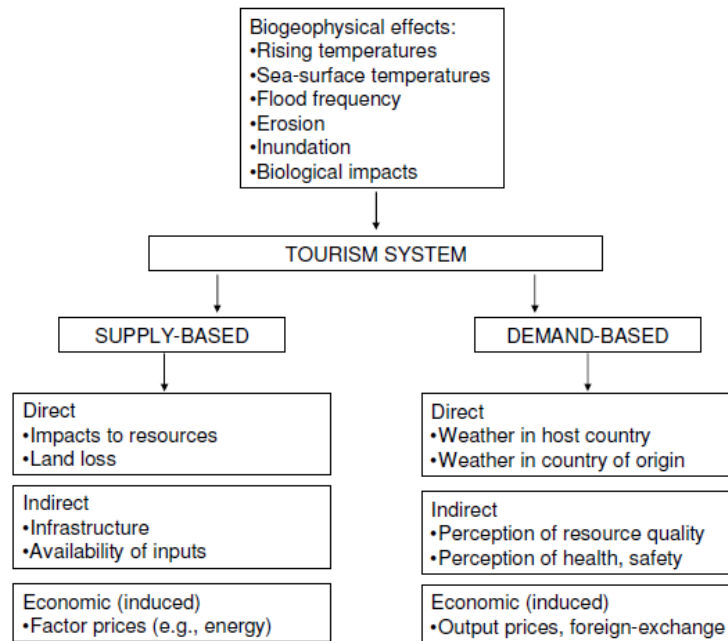 Biogeophysical effects:
•Rising temperatures
•Sea-surface temperatures
•Flood frequency
•Erosion
•Inundation
•Biological impacts
TOURISM SYSTEM
SUPPLY-BASED
DEMAND-BASED
Direct
•Impacts to resources
•Land loss
Indirect
•Infrastructure
•Availability of inputs
Economic (induced)
•Factor prices (e.g., energy)
Direct
•Weather in host country
•Weather in country of origin
Indirect
•Perception of resource quality
•Perception of health, safety
Economic (induced)
•Output prices, foreign-exchange